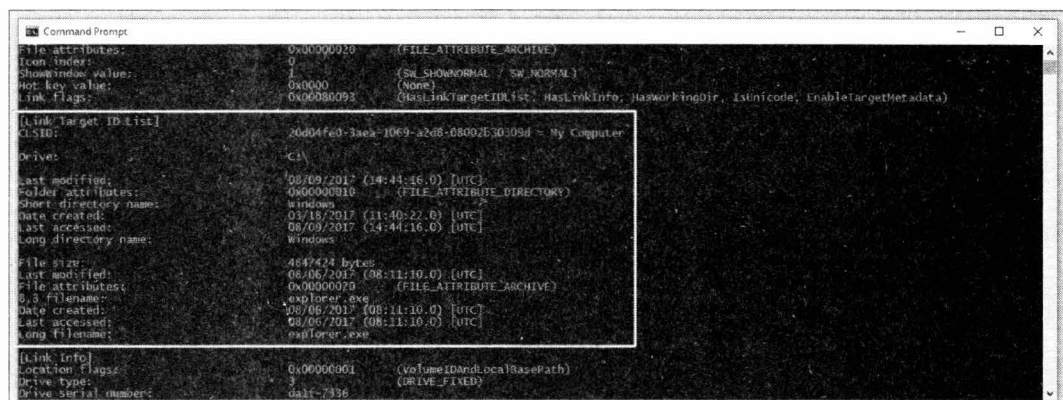 Command Prompt
File attributes: 0x00000020 (FILE_ATTRIBUTE_ARCHIVE)
Icon index: 0
ShowWindow value: 1 (SW_SHOWNORMAL / SW_NORMAL)
Hot key value: 0x0000 (None)
Link flags: 0x00080093 (HasLinkTargetIDList, HasLinkInfo, HasWorkingDir, IsUnicode, EnableTargetMetadata)
[Link Target ID List]
CLSID: 20d04fe0-3aea-1069-a2d8-08002b30309d = My Computer
Drive: C:\
Last modified: 08/09/2017 (14:44:16.0) [UTC]
Folder attributes: 0x00000010 (FILE_ATTRIBUTE_DIRECTORY)
Short directory name: Windows
Date created: 03/18/2017 (11:40:22.0) [UTC]
Last accessed: 08/09/2017 (14:44:16.0) [UTC]
Long directory name: Windows
File size: 4647424 bytes
Last modified: 08/06/2017 (08:11:10.0) [UTC]
File attributes: 0x00000020 (FILE_ATTRIBUTE_ARCHIVE)
8.3 filename: explorer.exe
Date created: 08/06/2017 (08:11:10.0) [UTC]
Last accessed: 08/06/2017 (08:11:10.0) [UTC]
Long filename: explorer.exe
[Link Info]
Location flags: 0x00000001 (VolumeIDAndLocalBasePath)
Drive type: 3 (DRIVE_FIXED)
Drive serial number: